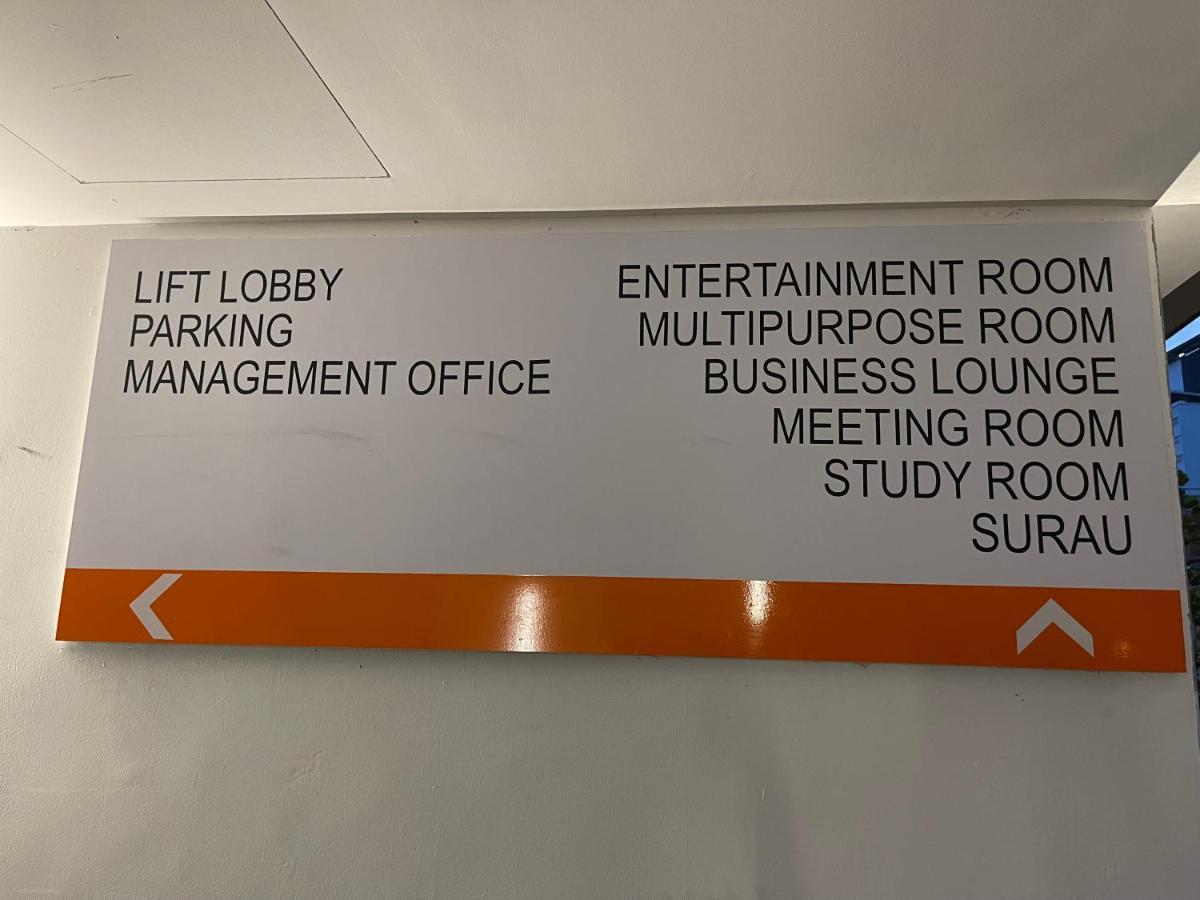 LIFT LOBBY
PARKING
MANAGEMENT OFFICE
ENTERTAINMENT ROOM
MULTIPURPOSE ROOM
BUSINESS LOUNGE
MEETING ROOM
STUDY ROOM
SURAU